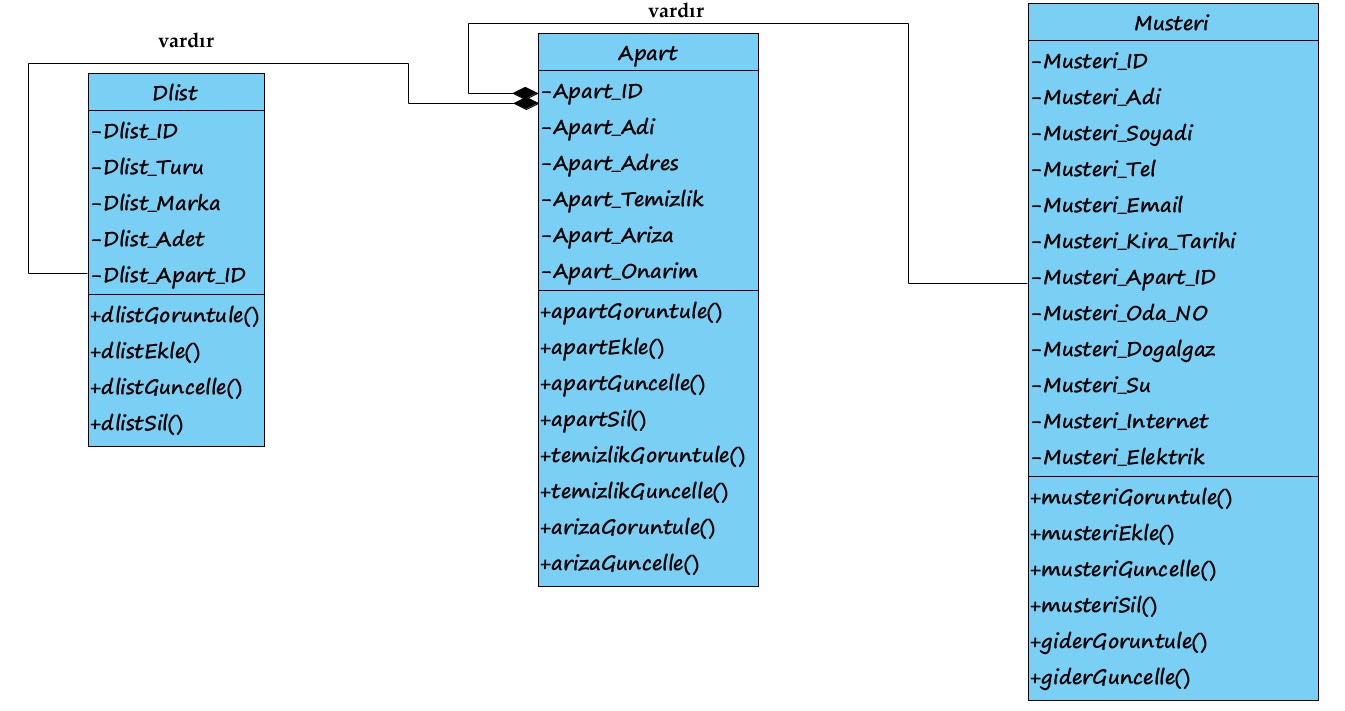 vardır
Dlist
-Dlist_ID
-Dlist_Turu
-Dlist_Marka
-Dlist_Adet
-Dlist_Apart_ID
+dlistGoruntule()
+dlistEkle()
+dlistGuncelle()
+dlistSil()
vardır
Apart
-Apart_ID
-Apart_Adi
-Apart_Adres
-Apart_Temizlik
-Apart_Ariza
-Apart_Onarim
+apartGoruntule()
+apartEkle()
+apartGuncelle()
+apartSil()
+temizlikGoruntule()
+temizlikGuncelle()
+arizaGoruntule()
+arizaGuncelle()
Musteri
-Musteri_ID
-Musteri_Adi
-Musteri_Soyadi
-Musteri_Tel
-Musteri_Email
-Musteri_Kira_Tarihi
-Musteri_Apart_ID
-Musteri_Oda_NO
-Musteri_Dogalgaz
-Musteri_Su
-Musteri_Internet
-Musteri_Elektrik
+musteriGoruntule()
+musteriEkle()
+musteriGuncelle()
+musteriSil()
+giderGoruntule()
+giderGuncelle()